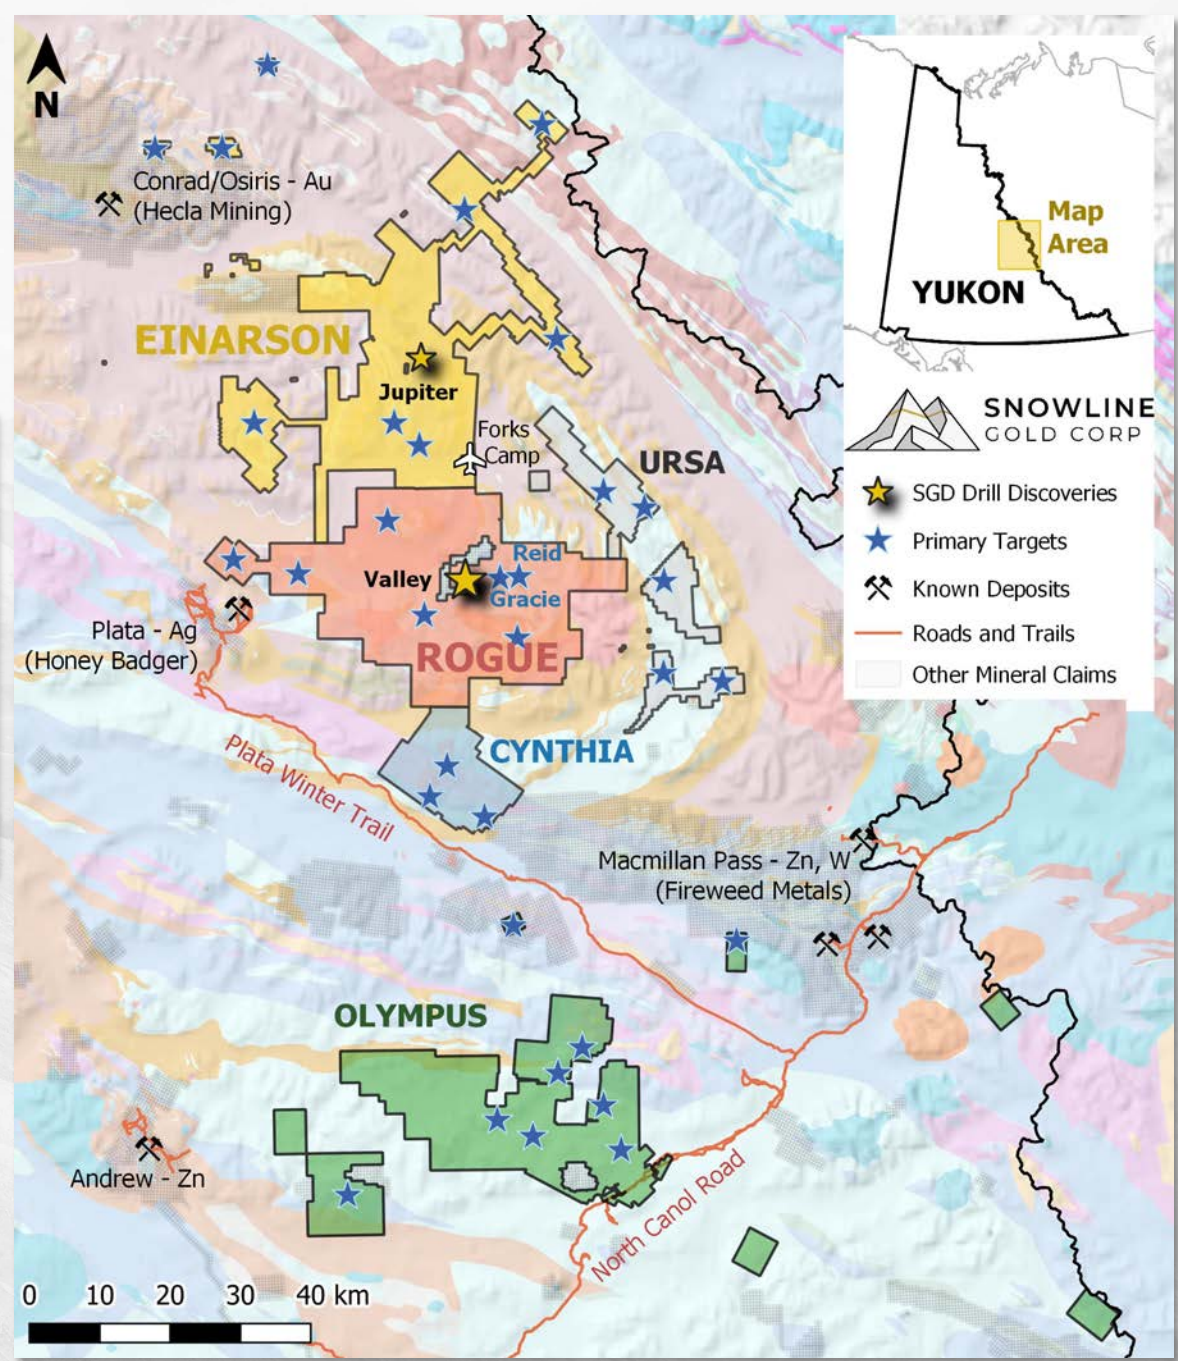 N
Conrad/Osiris - Au
(Hecla Mining)
Map
Area
YUKON
EINARSON
Jupiter
Forks
Camp
URSA
SNOWLINE
GOLD CORP
SGD Drill Discoveries
Primary Targets
Known Deposits
Roads and Trails
Other Mineral Claims
Reid
Valley
Gracie
Plata - Ag
(Honey Badger)
ROGUE
CYNTHIA
Plata Winter Trail
Macmillan Pass - Zn, W
(Fireweed Metals)
OLYMPUS
Andrew - Zn
North Canol Road
0 10 20 30 40 km